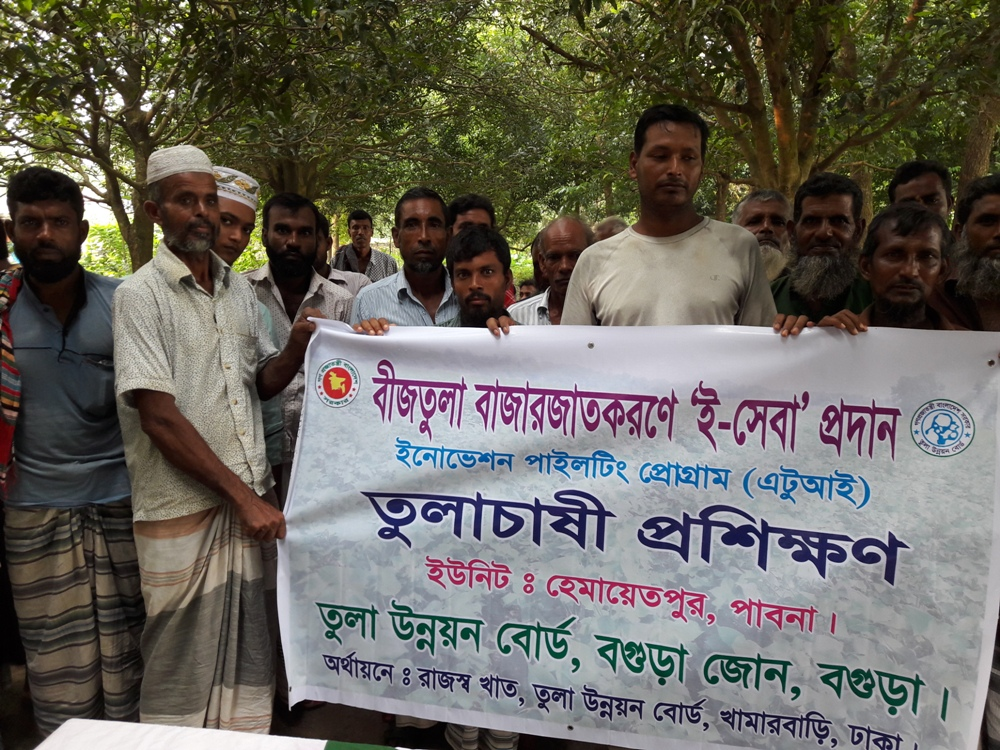 বীজতুলা বাজারজাতকরণে 'ই-সেবা' প্রদান
ইনোভেশন পাইলটিং প্রোগ্রাম (এটুআই)
তুলাচাষী প্রশিক্ষণ
ইউনিট ঃ হেমায়েতপুর, পাবনা।
তুলা উন্নয়ন বোর্ড, বগুড়া জোন, বগুড়া।
অর্থায়নে ঃ রাজস্ব খাত, তুলা উন্নয়ন বোর্ড, খামারবাড়ি, ঢাকা।